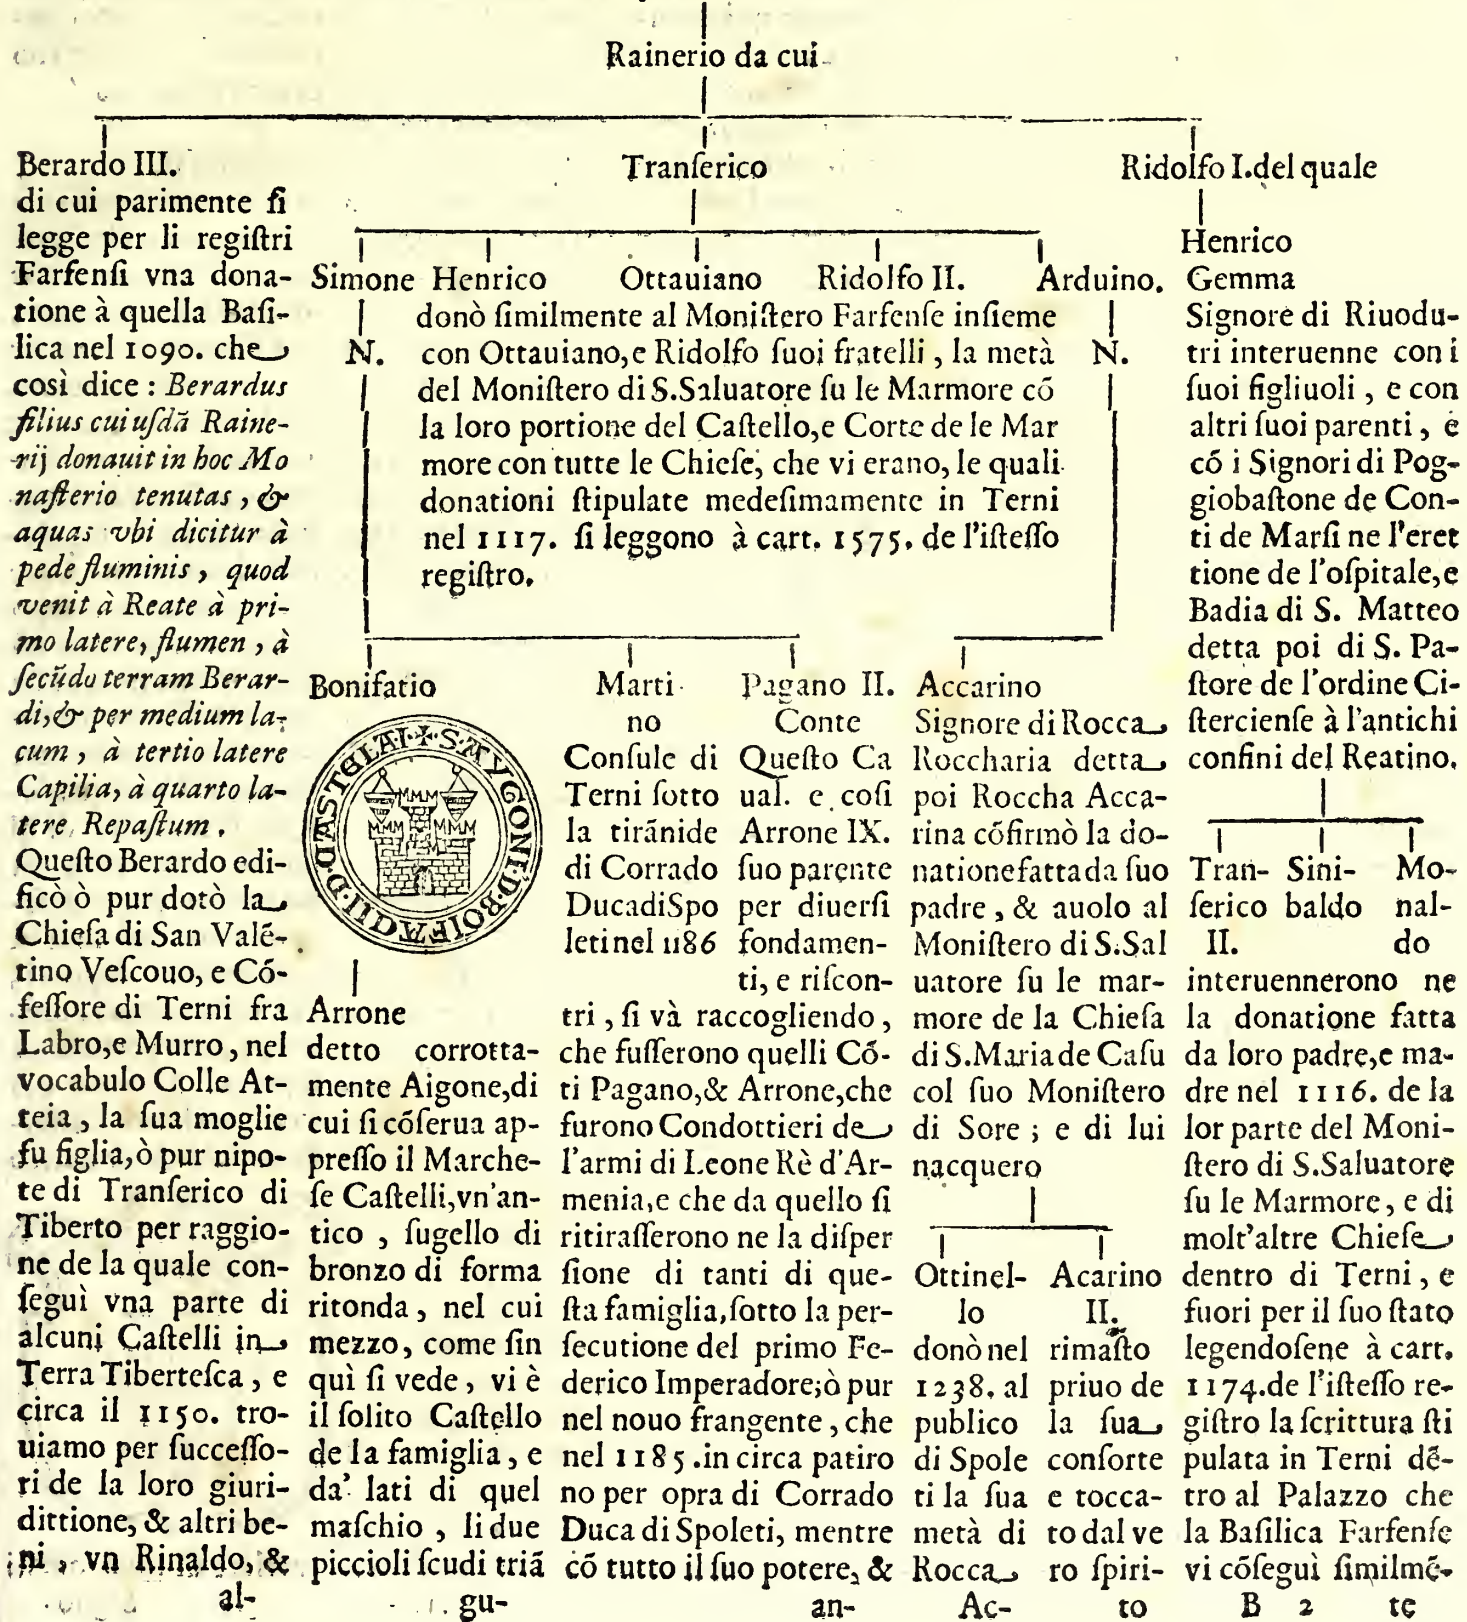 Rainerio da cui
Berardo III.
di cui parimente ſi
legge per li regiſtri
Farfenſi vna dona-
tione à quella Baſi-
lica nel 1090. che
così dice : Berardus
filius cuiuſdā Raine-
rij donauit in hoc Mo
naſterio tenutas , &
aquas vbi dicitur à
pede fluminis , quod
venit à Reate à pri-
mo latere, flumen , à
ſecūdo terram Berar-
di,& per medium la-
cum , à tertio latere
Capilia, à quarto la-
tere Repaſtum .
Queſto Berardo edi-
ficò ò pur dotò la
Chieſa di San Valẽ-
tino Veſcouo, e Cõ-
feſſore di Terni fra
Labro,e Murro , nel
vocabulo Colle At-
teia , la ſua moglie
fu figlia,ò pur nipo-
te di Tranſerico di
Tiberto per raggio-
ne de la quale con-
ſeguì vna parte di
alcuni Caſtelli in
Terra Tiberteſca , e
circa il 1150. tro-
uiamo per ſucceſſo-
ri de la loro giuri-
dittione, & altri be-
ni , vn Rinaldo, &
al-
Tranſerico
Simone Henrico Ottauiano Ridolfo II. Arduino.
N.
donò ſimilmente al Moniſtero Farfenſe inſieme
con Ottauiano,e Ridolfo ſuoi fratelli , la metà
del Moniſtero di S.Saluatore ſu le Marmore cõ
la loro portione del Caſtello,e Corte de le Mar
more con tutte le Chieſe, che vi erano, le quali
donationi ſtipulate medeſimamente in Terni
nel 1117. ſi leggono à cart. 1575. de l'iſteſſo
regiſtro.
N.
Bonifatio
✠ S. AYGONI.D.BOIFATII.D.CASTELAI
Arrone
detto corrotta-
mente Aigone,di
cui ſi cõſerua ap-
preſſo il Marche-
ſe Caſtelli,vn'an-
tico , ſugello di
bronzo di forma
ritonda , nel cui
mezzo , come ſin
quì ſi vede , vi è
il ſolito Caſtello
de la famiglia , e
da' lati di quel
maſchio , li due
piccioli ſcudi triã
gu-
Marti
no
Conſule di
Terni ſotto
la tirãnide
di Corrado
DucadiSpo
letinel 1186
Pagano II.
Conte
Queſto Ca
ual. e coſi
Arrone IX.
ſuo parente
per diuerſi
fondamen-
ti, e riſcon-
tri , ſi và raccogliendo ,
che fuſſerono quelli Cõ-
ti Pagano,& Arrone,che
furono Condottieri de
l'armi di Leone Rè d'Ar-
menia,e che da quello ſi
ritiraſſerono ne la diſper
ſione di tanti di que-
ſta famiglia,ſotto la per-
ſecutione del primo Fe-
derico Imperadore;ò pur
nel nouo frangente , che
nel 1185 .in circa patiro
no per opra di Corrado
Duca di Spoleti, mentre
cõ tutto il ſuo potere, &
an-
Accarino
Signore di Rocca
Roccharia detta
poi Roccha Acca-
rina cõfirmò la do-
nationefattada ſuo
padre , & auolo al
Moniſtero di S.Sal
uatore ſu le mar-
more de la Chieſa
di S.Maria de Caſu
col ſuo Moniſtero
di Sore ; e di lui
nacquero
Ottinel-
lo
donò nel
1238. al
publico
di Spole
ti la ſua
metà di
Rocca
Ac-
Acarino
II.
rimaſto
priuo de
la ſua
conſorte
e tocca-
to dal ve
ro ſpiri-
to
Ridolfo I.del quale
Henrico
Gemma
Signore di Riuodu-
tri interuenne con i
ſuoi figliuoli , e con
altri ſuoi parenti , e
cõ i Signori di Pog-
giobaſtone de Con-
ti de Marſi ne l'eret
tione de l'oſpitale,e
Badia di S. Matteo
detta poi di S. Pa-
ſtore de l'ordine Ci-
ſtercienſe à l'antichi
confini del Reatino.
Tran- Sini- Mo-
ſerico baldo nal-
II. do
interuennerono ne
la donatione fatta
da loro padre,e ma-
dre nel 1116. de la
lor parte del Moni-
ſtero di S.Saluatore
ſu le Marmore , e di
molt'altre Chieſe
dentro di Terni , e
fuori per il ſuo ſtato
legendoſene à cart.
1174.de l'iſteſſo re-
giſtro la ſcrittura ſti
pulata in Terni dẽ-
tro al Palazzo che
la Baſilica Farfenſe
vi cõſeguì ſimilmẽ-
B 2 te